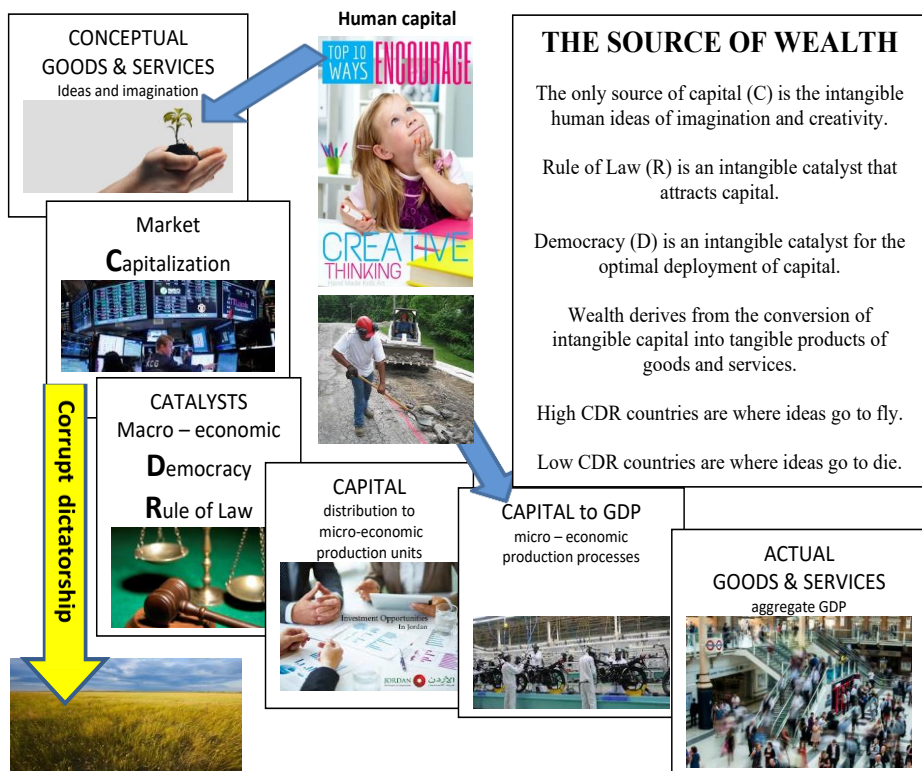 Human capital
CONCEPTUAL
GOODS & SERVICES
Ideas and imagination
TOP 10
WAYS
ENCOURAGE
CREATIVE
THINKING
Hand Made Kids Art
THE SOURCE OF WEALTH
The only source of capital (C) is the intangible
human ideas of imagination and creativity.
Rule of Law (R) is an intangible catalyst that
attracts capital.
Democracy (D) is an intangible catalyst for the
optimal deployment of capital.
Wealth derives from the conversion of
intangible capital into tangible products of
goods and services.
High CDR countries are where ideas go to fly.
Low CDR countries are where ideas go to die.
Market
Capitalization
Corrupt dictatorship
CATALYSTS
Macro – economic
Democracy
Rule of Law
CAPITAL
distribution to
micro-economic
production units
Investment Opportunities
In Jordan
JORDAN
الأردن
CAPITAL to GDP
micro – economic
production processes
ACTUAL
GOODS & SERVICES
aggregate GDP